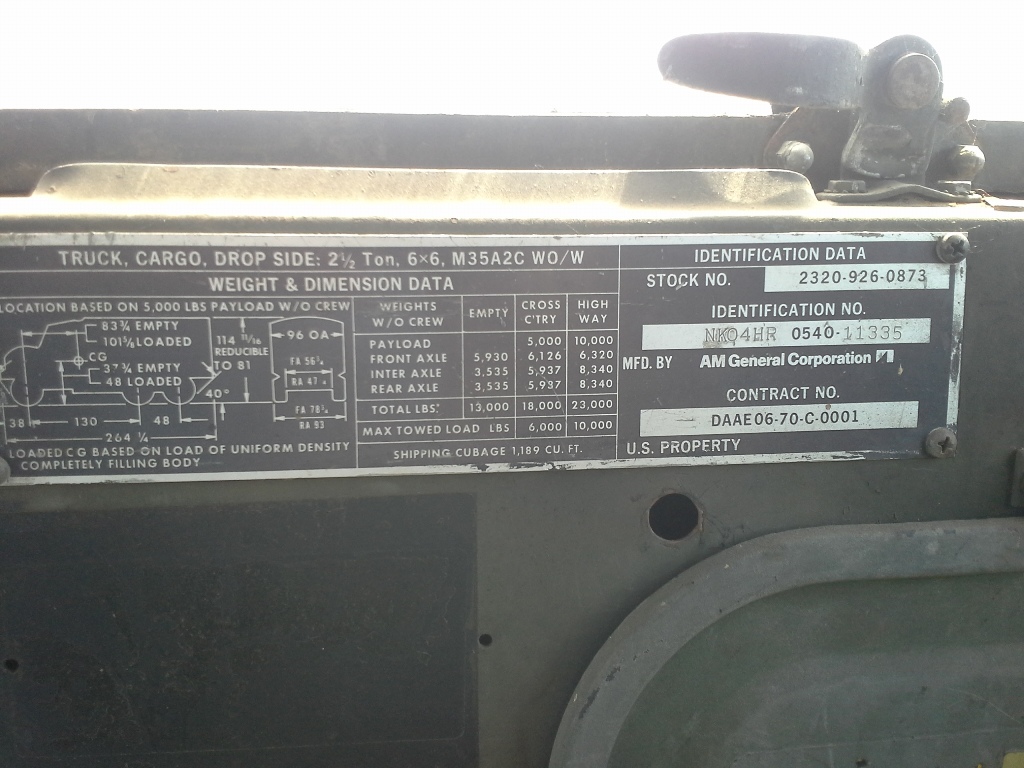 TRUCK, CARGO, DROP SIDE: 2½ Ton, 6×6, M35A2C WO/W
WEIGHT & DIMENSION DATA
LOCATION BASED ON 5,000 LBS PAYLOAD W/O CREW
83¾ EMPTY
101⅝ LOADED
CG
37¾ EMPTY
48 LOADED
114 11/16
REDUCIBLE
TO 81
40°
38 130 48
264 ¼
96 OA
FA 56⅞
RA 47
FA 78¼
RA 93
LOADED CG BASED ON LOAD OF UNIFORM DENSITY
COMPLETELY FILLING BODY
WEIGHTS W/O CREW EMPTY CROSS C'TRY HIGH WAY
PAYLOAD 5,000 10,000
FRONT AXLE 5,930 6,126 6,320
INTER AXLE 3,535 5,937 8,340
REAR AXLE 3,535 5,937 8,340
TOTAL LBS. 13,000 18,000 23,000
MAX TOWED LOAD LBS 6,000 10,000
SHIPPING CUBAGE 1,189 CU. FT.
IDENTIFICATION DATA
STOCK NO. 2320-926-0873
IDENTIFICATION NO.
NK04HR 0540-11335
MFD. BY AM General Corporation
CONTRACT NO.
DAAE06-70-C-0001
U.S. PROPERTY